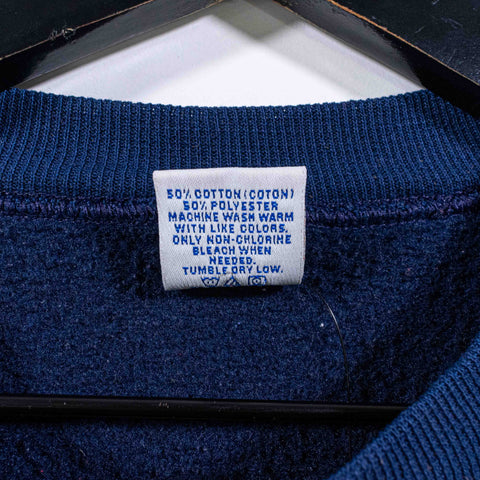 50% COTTON (COTON)
50% POLYESTER
MACHINE WASH WARM
WITH LIKE COLORS.
ONLY NON-CHLORINE
BLEACH WHEN
NEEDED.
TUMBLE DRY LOW.